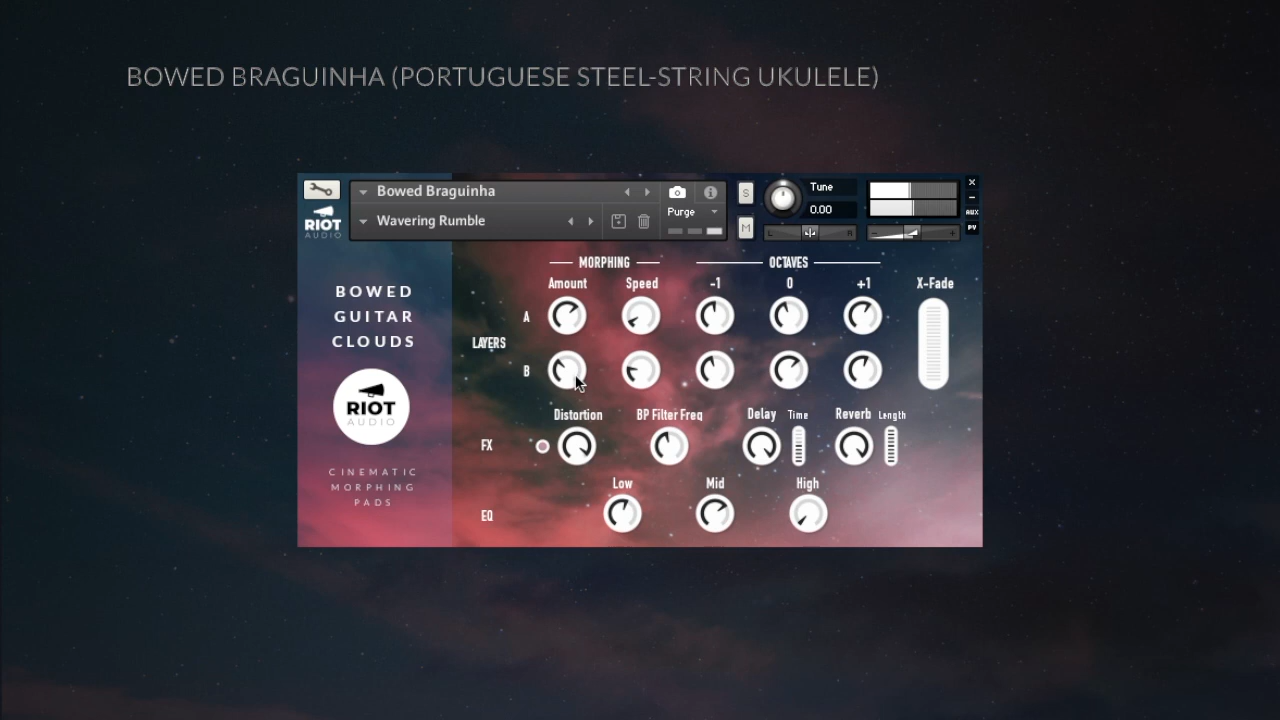 BOWED BRAGUINHA (PORTUGUESE STEEL-STRING UKULELE)
Bowed Braguinha
Wavering Rumble
Purge
S
M
Tune
0.00
L R
AUX
PV
RIOT
AUDIO
BOWED
GUITAR
CLOUDS
RIOT
AUDIO
CINEMATIC
MORPHING
PADS
MORPHING
OCTAVES
Amount Speed -1 0 +1 X-Fade
A
LAYERS
B
Distortion BP Filter Freq Delay Time Reverb Length
FX
Low Mid High
EQ